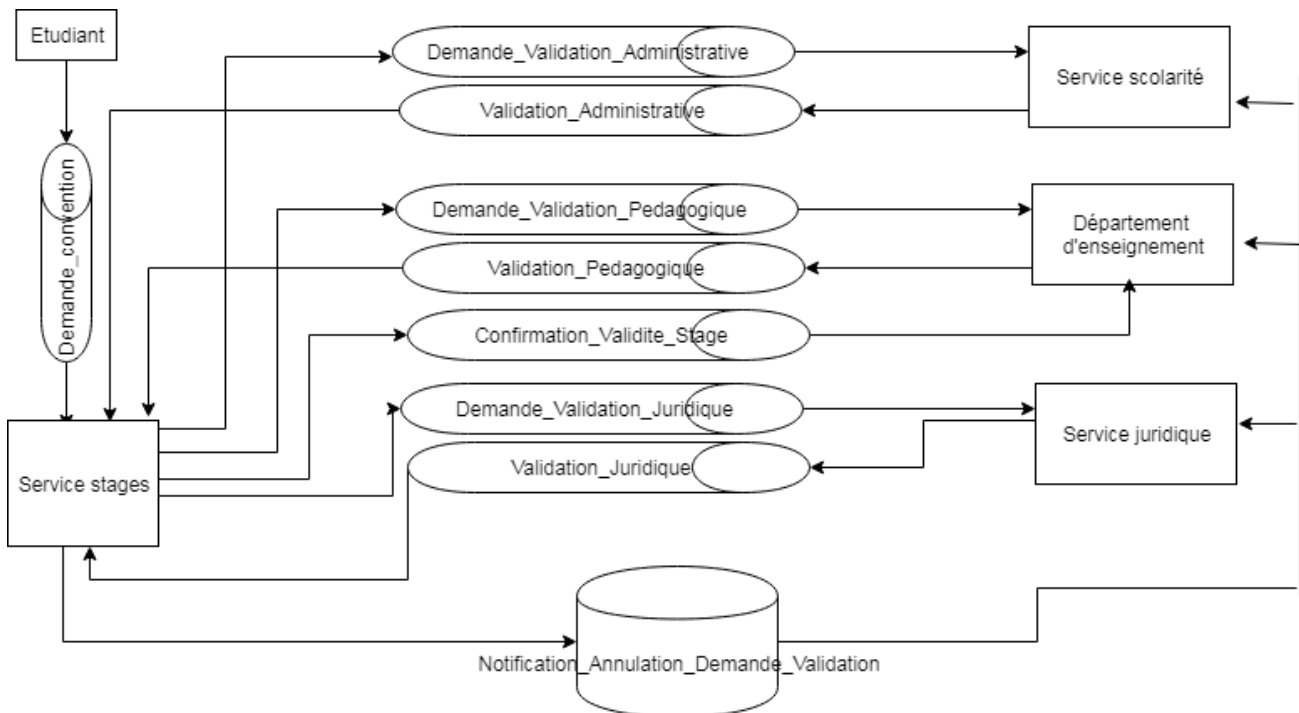 Etudiant
Demande_Validation_Administrative
Service scolarité
Validation_Administrative
Demande_convention
Demande_Validation_Pedagogique
Département
d'enseignement
Validation_Pedagogique
Confirmation_Validite_Stage
Demande_Validation_Juridique
Service juridique
Validation_Juridique
Service stages
Notification_Annulation_Demande_Validation